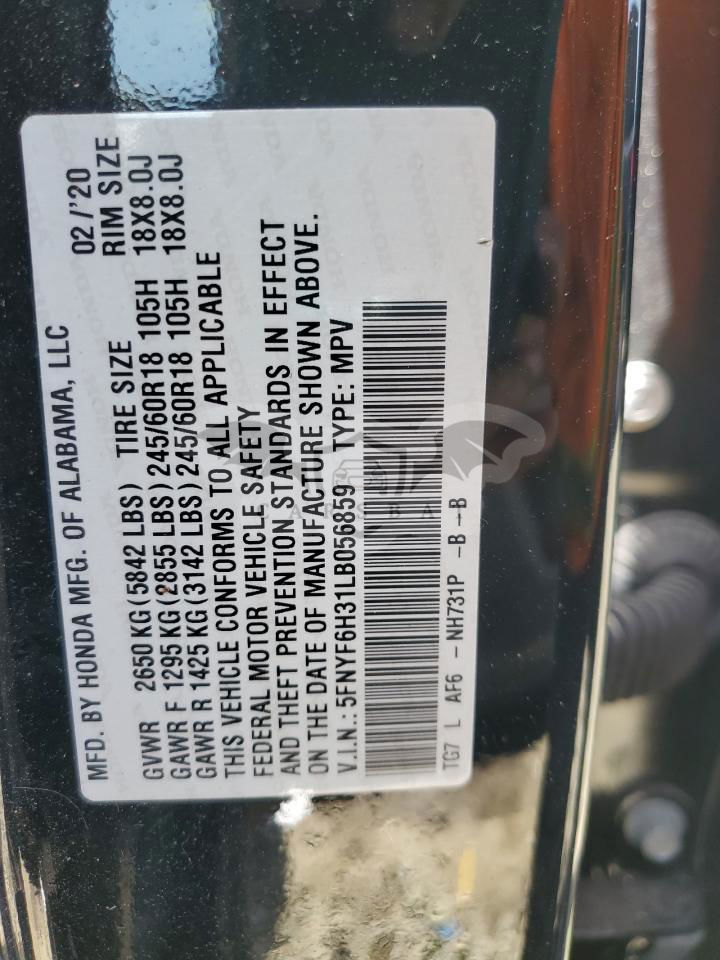 MFD. BY HONDA MFG. OF ALABAMA, LLC 02/'20
GVWR 2650 KG (5842 LBS) TIRE SIZE RIM SIZE
GAWR F 1295 KG (2855 LBS) 245/60R18 105H 18X8.0J
GAWR R 1425 KG (3142 LBS) 245/60R18 105H 18X8.0J
THIS VEHICLE CONFORMS TO ALL APPLICABLE
FEDERAL MOTOR VEHICLE SAFETY
AND THEFT PREVENTION STANDARDS IN EFFECT
ON THE DATE OF MANUFACTURE SHOWN ABOVE.
V.I.N.: 5FNYF6H31LB056859 TYPE: MPV
TG7 L AF6 -NH731P -B -B
CARSBA